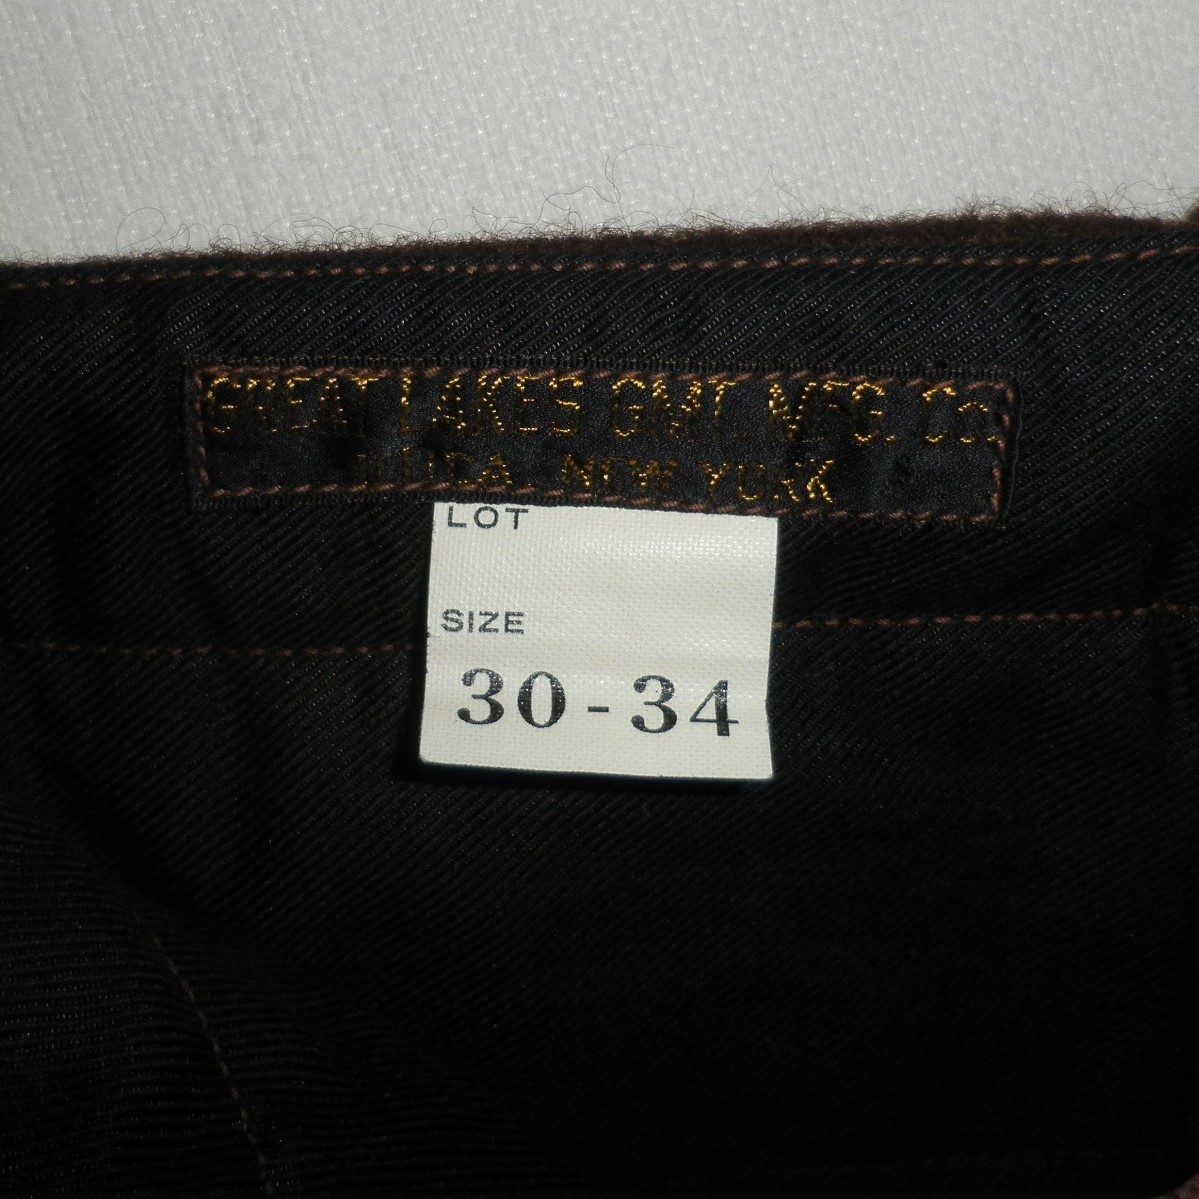 GREAT LAKES GMT. MFG. Co.
NEW YORK
LOT
SIZE
30 - 34